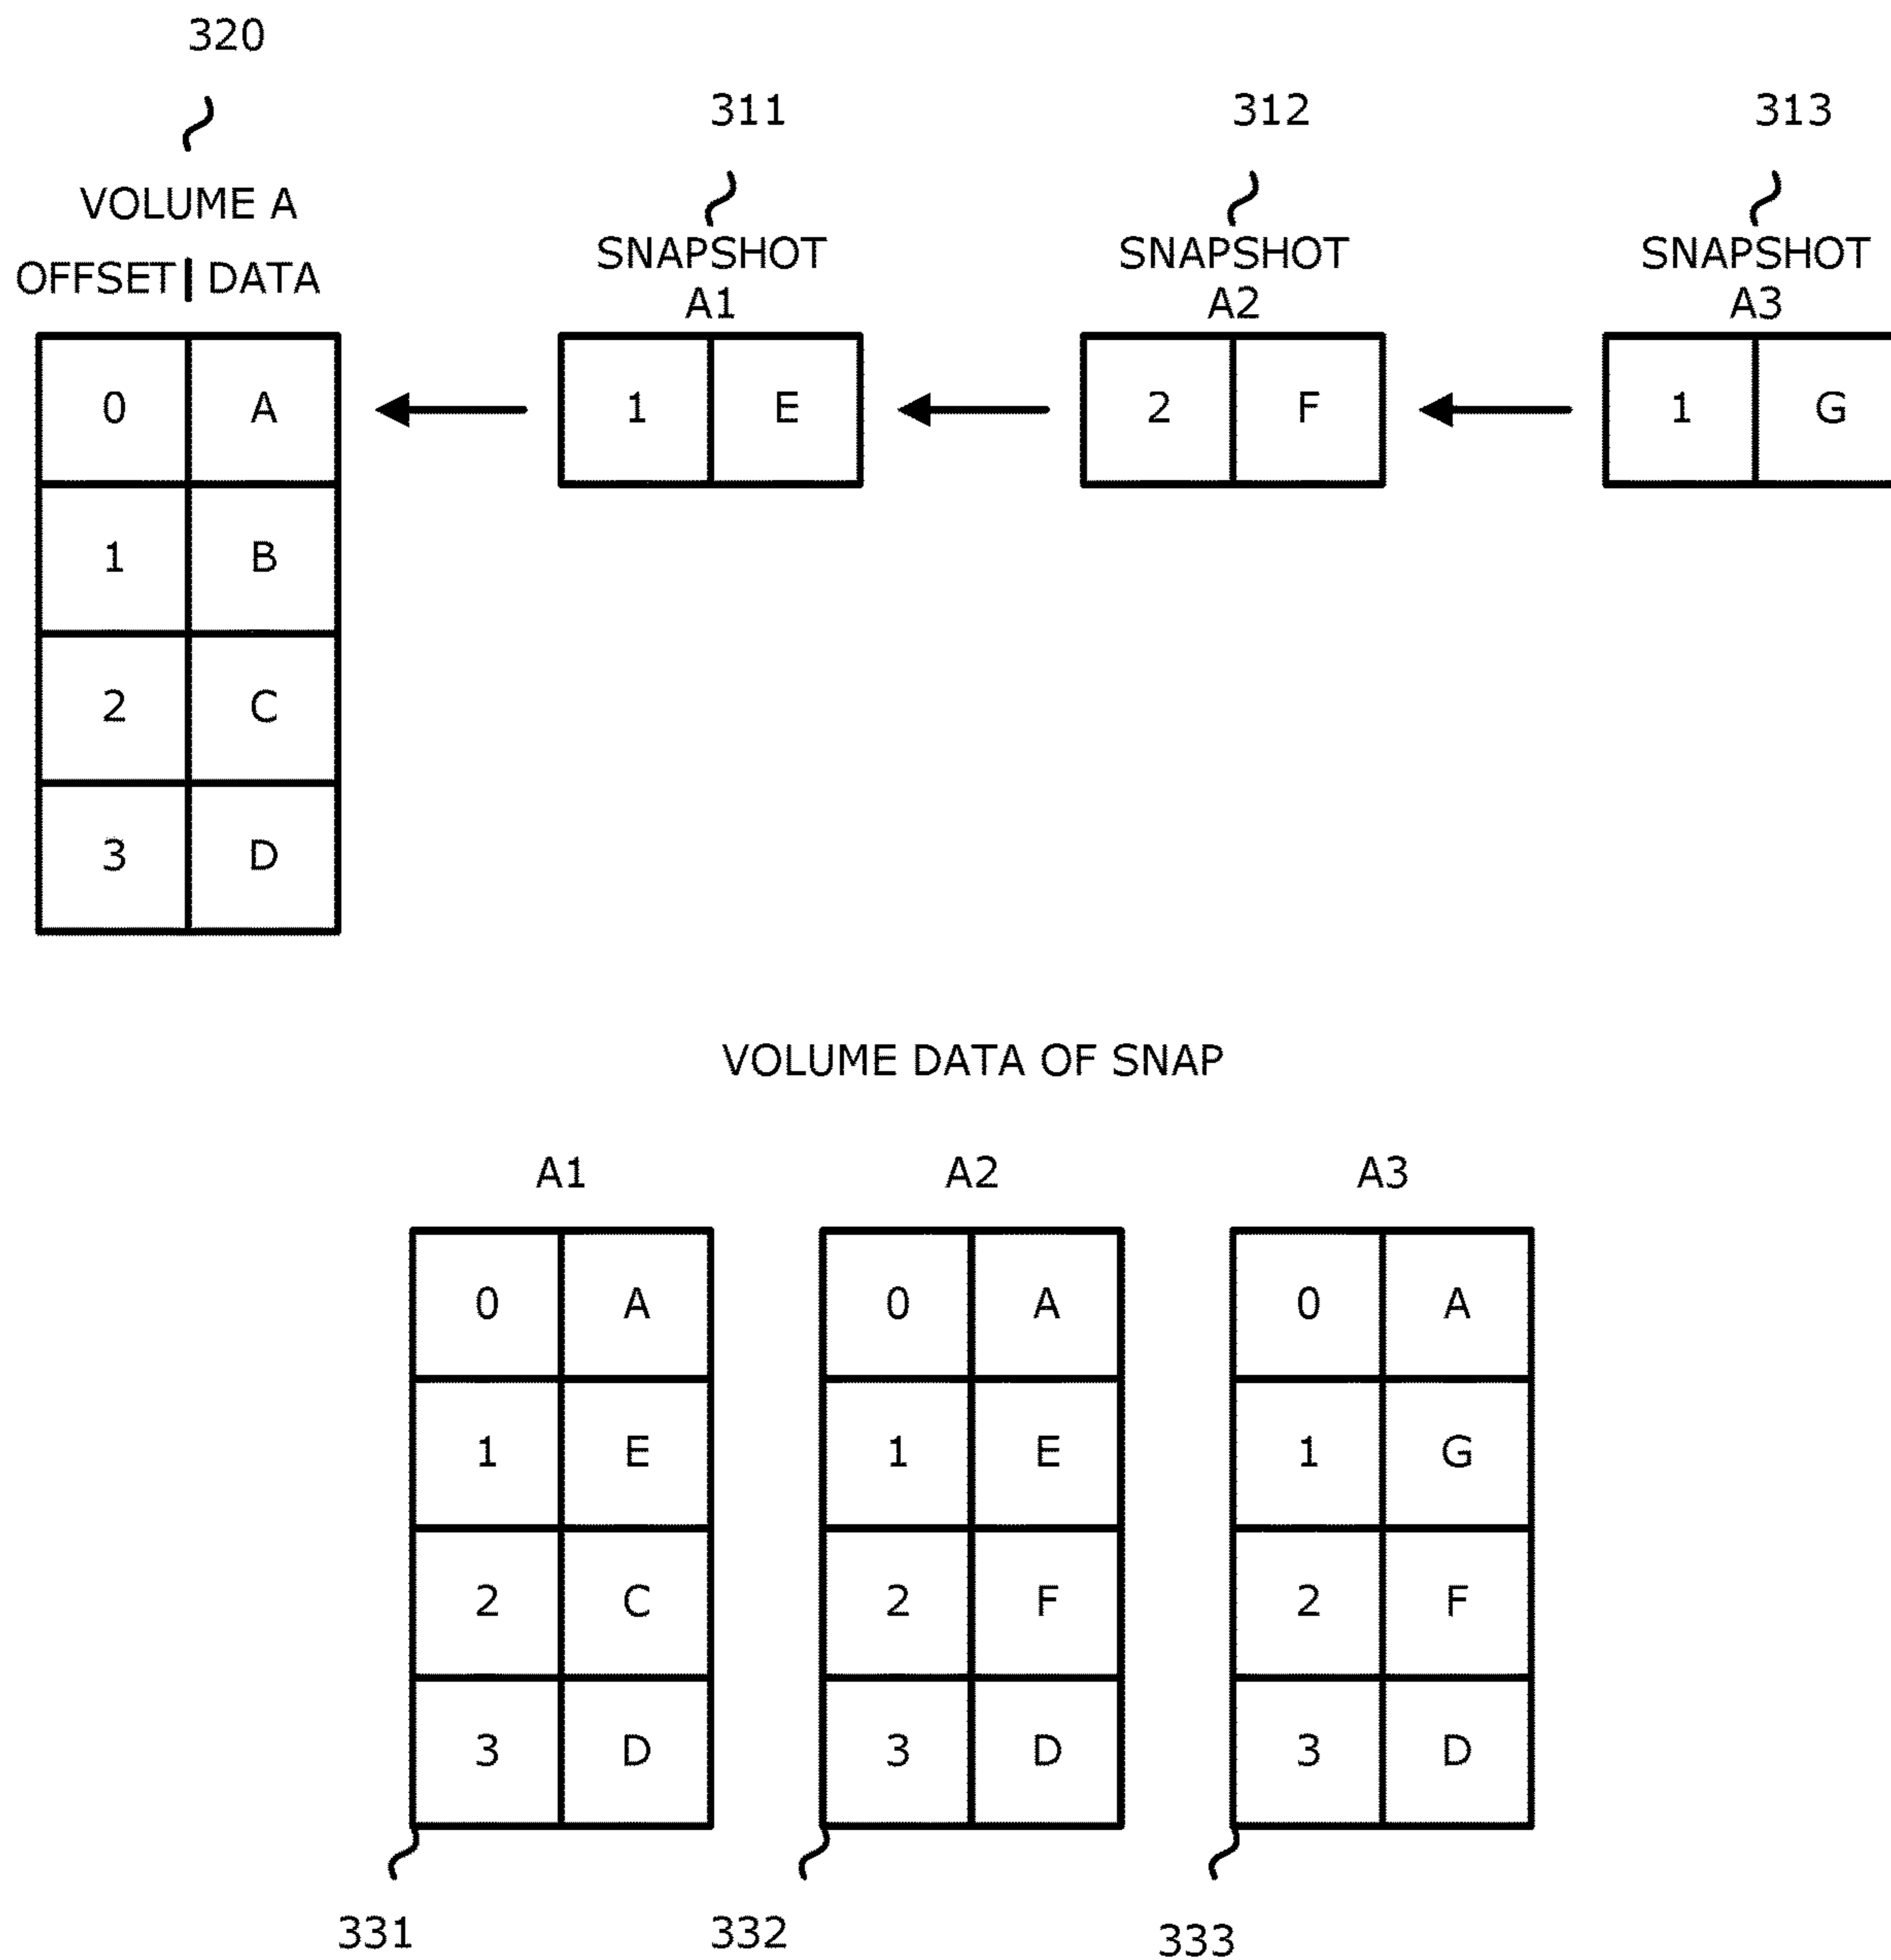 320
311 312 313
VOLUME A
OFFSET DATA
SNAPSHOT A1 SNAPSHOT A2 SNAPSHOT A3
0 A 1 E 2 F 1 G
1 B
2 C
3 D
VOLUME DATA OF SNAP
A1 A2 A3
0 A 0 A 0 A
1 E 1 E 1 G
2 C 2 F 2 F
3 D 3 D 3 D
331 332 333